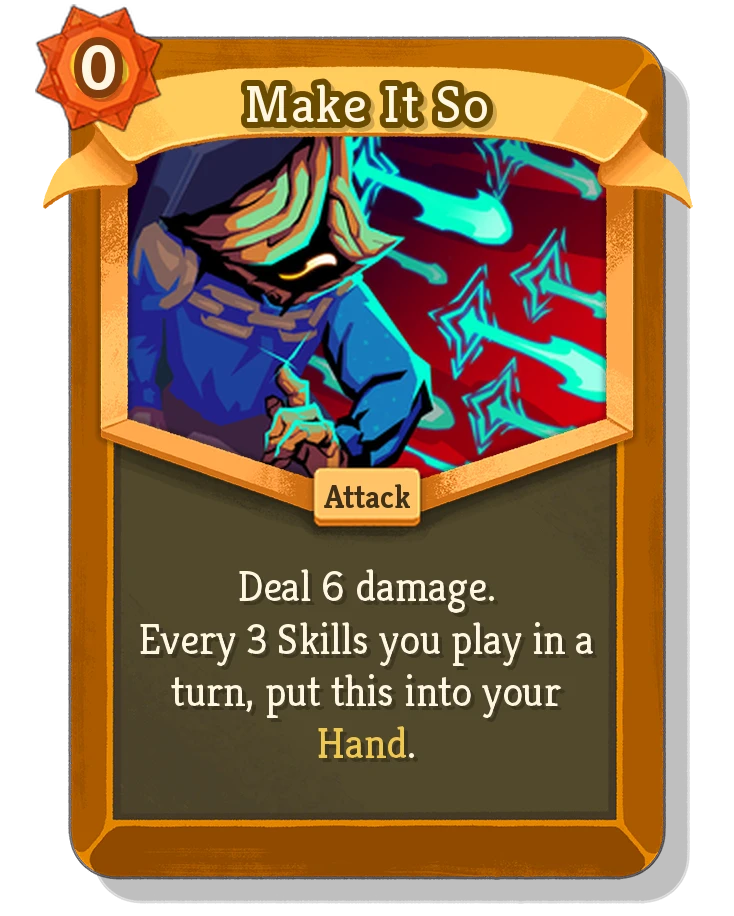 0
Make It So
Attack
Deal 6 damage.
Every 3 Skills you play in a
turn, put this into your
Hand.